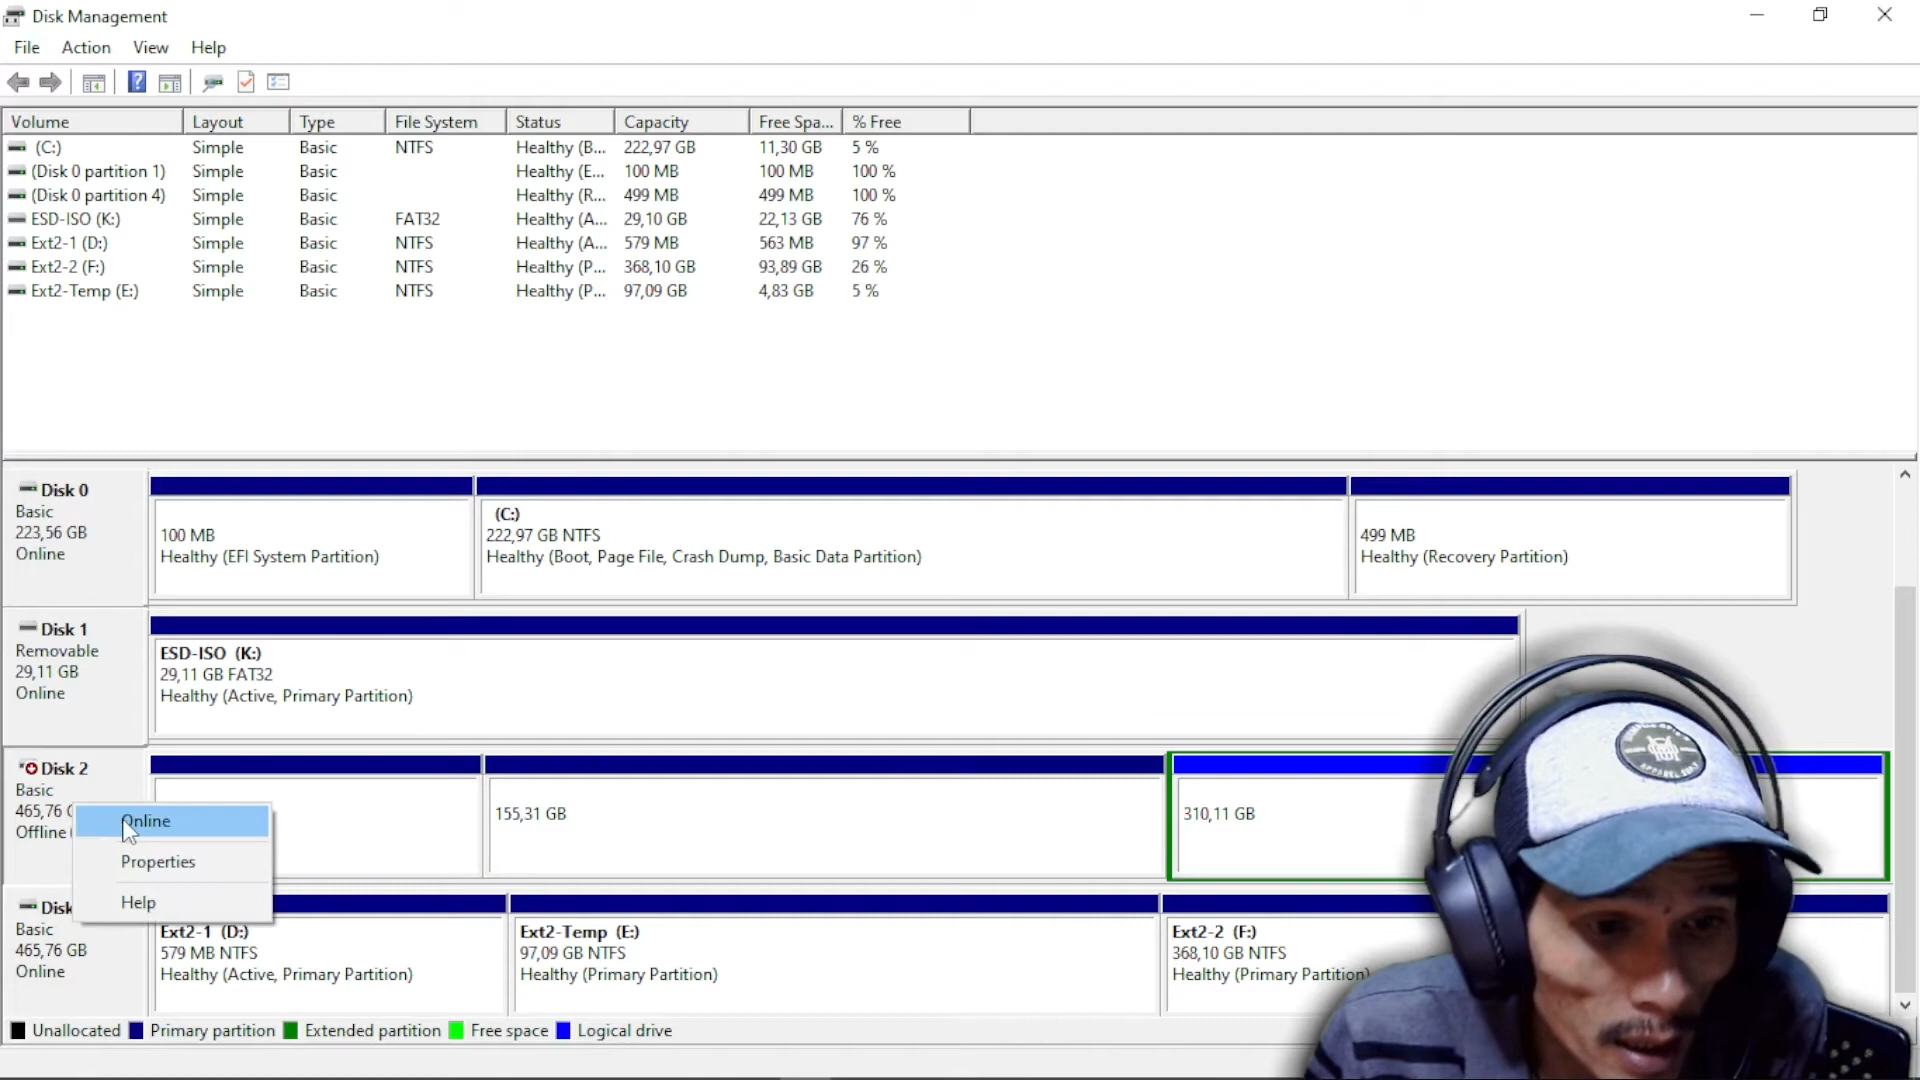 Disk Management
File Action View Help
Volume Layout Type File System Status Capacity Free Spa... % Free
(C:) Simple Basic NTFS Healthy (B... 222,97 GB 11,30 GB 5 %
(Disk 0 partition 1) Simple Basic Healthy (E... 100 MB 100 MB 100 %
(Disk 0 partition 4) Simple Basic Healthy (R... 499 MB 499 MB 100 %
ESD-ISO (K:) Simple Basic FAT32 Healthy (A... 29,10 GB 22,13 GB 76 %
Ext2-1 (D:) Simple Basic NTFS Healthy (A... 579 MB 563 MB 97 %
Ext2-2 (F:) Simple Basic NTFS Healthy (P... 368,10 GB 93,89 GB 26 %
Ext2-Temp (E:) Simple Basic NTFS Healthy (P... 97,09 GB 4,83 GB 5 %
Disk 0
Basic
223,56 GB
Online
100 MB
Healthy (EFI System Partition)
(C:)
222,97 GB NTFS
Healthy (Boot, Page File, Crash Dump, Basic Data Partition)
499 MB
Healthy (Recovery Partition)
Disk 1
Removable
29,11 GB
Online
ESD-ISO (K:)
29,11 GB FAT32
Healthy (Active, Primary Partition)
Disk 2
Basic
465,76
Offline
155,31 GB
310,11 GB
Online
Properties
Help
Disk
Basic
465,76 GB
Online
Ext2-1 (D:)
579 MB NTFS
Healthy (Active, Primary Partition)
Ext2-Temp (E:)
97,09 GB NTFS
Healthy (Primary Partition)
Ext2-2 (F:)
368,10 GB NTFS
Healthy (Primary Partition)
Unallocated Primary partition Extended partition Free space Logical drive